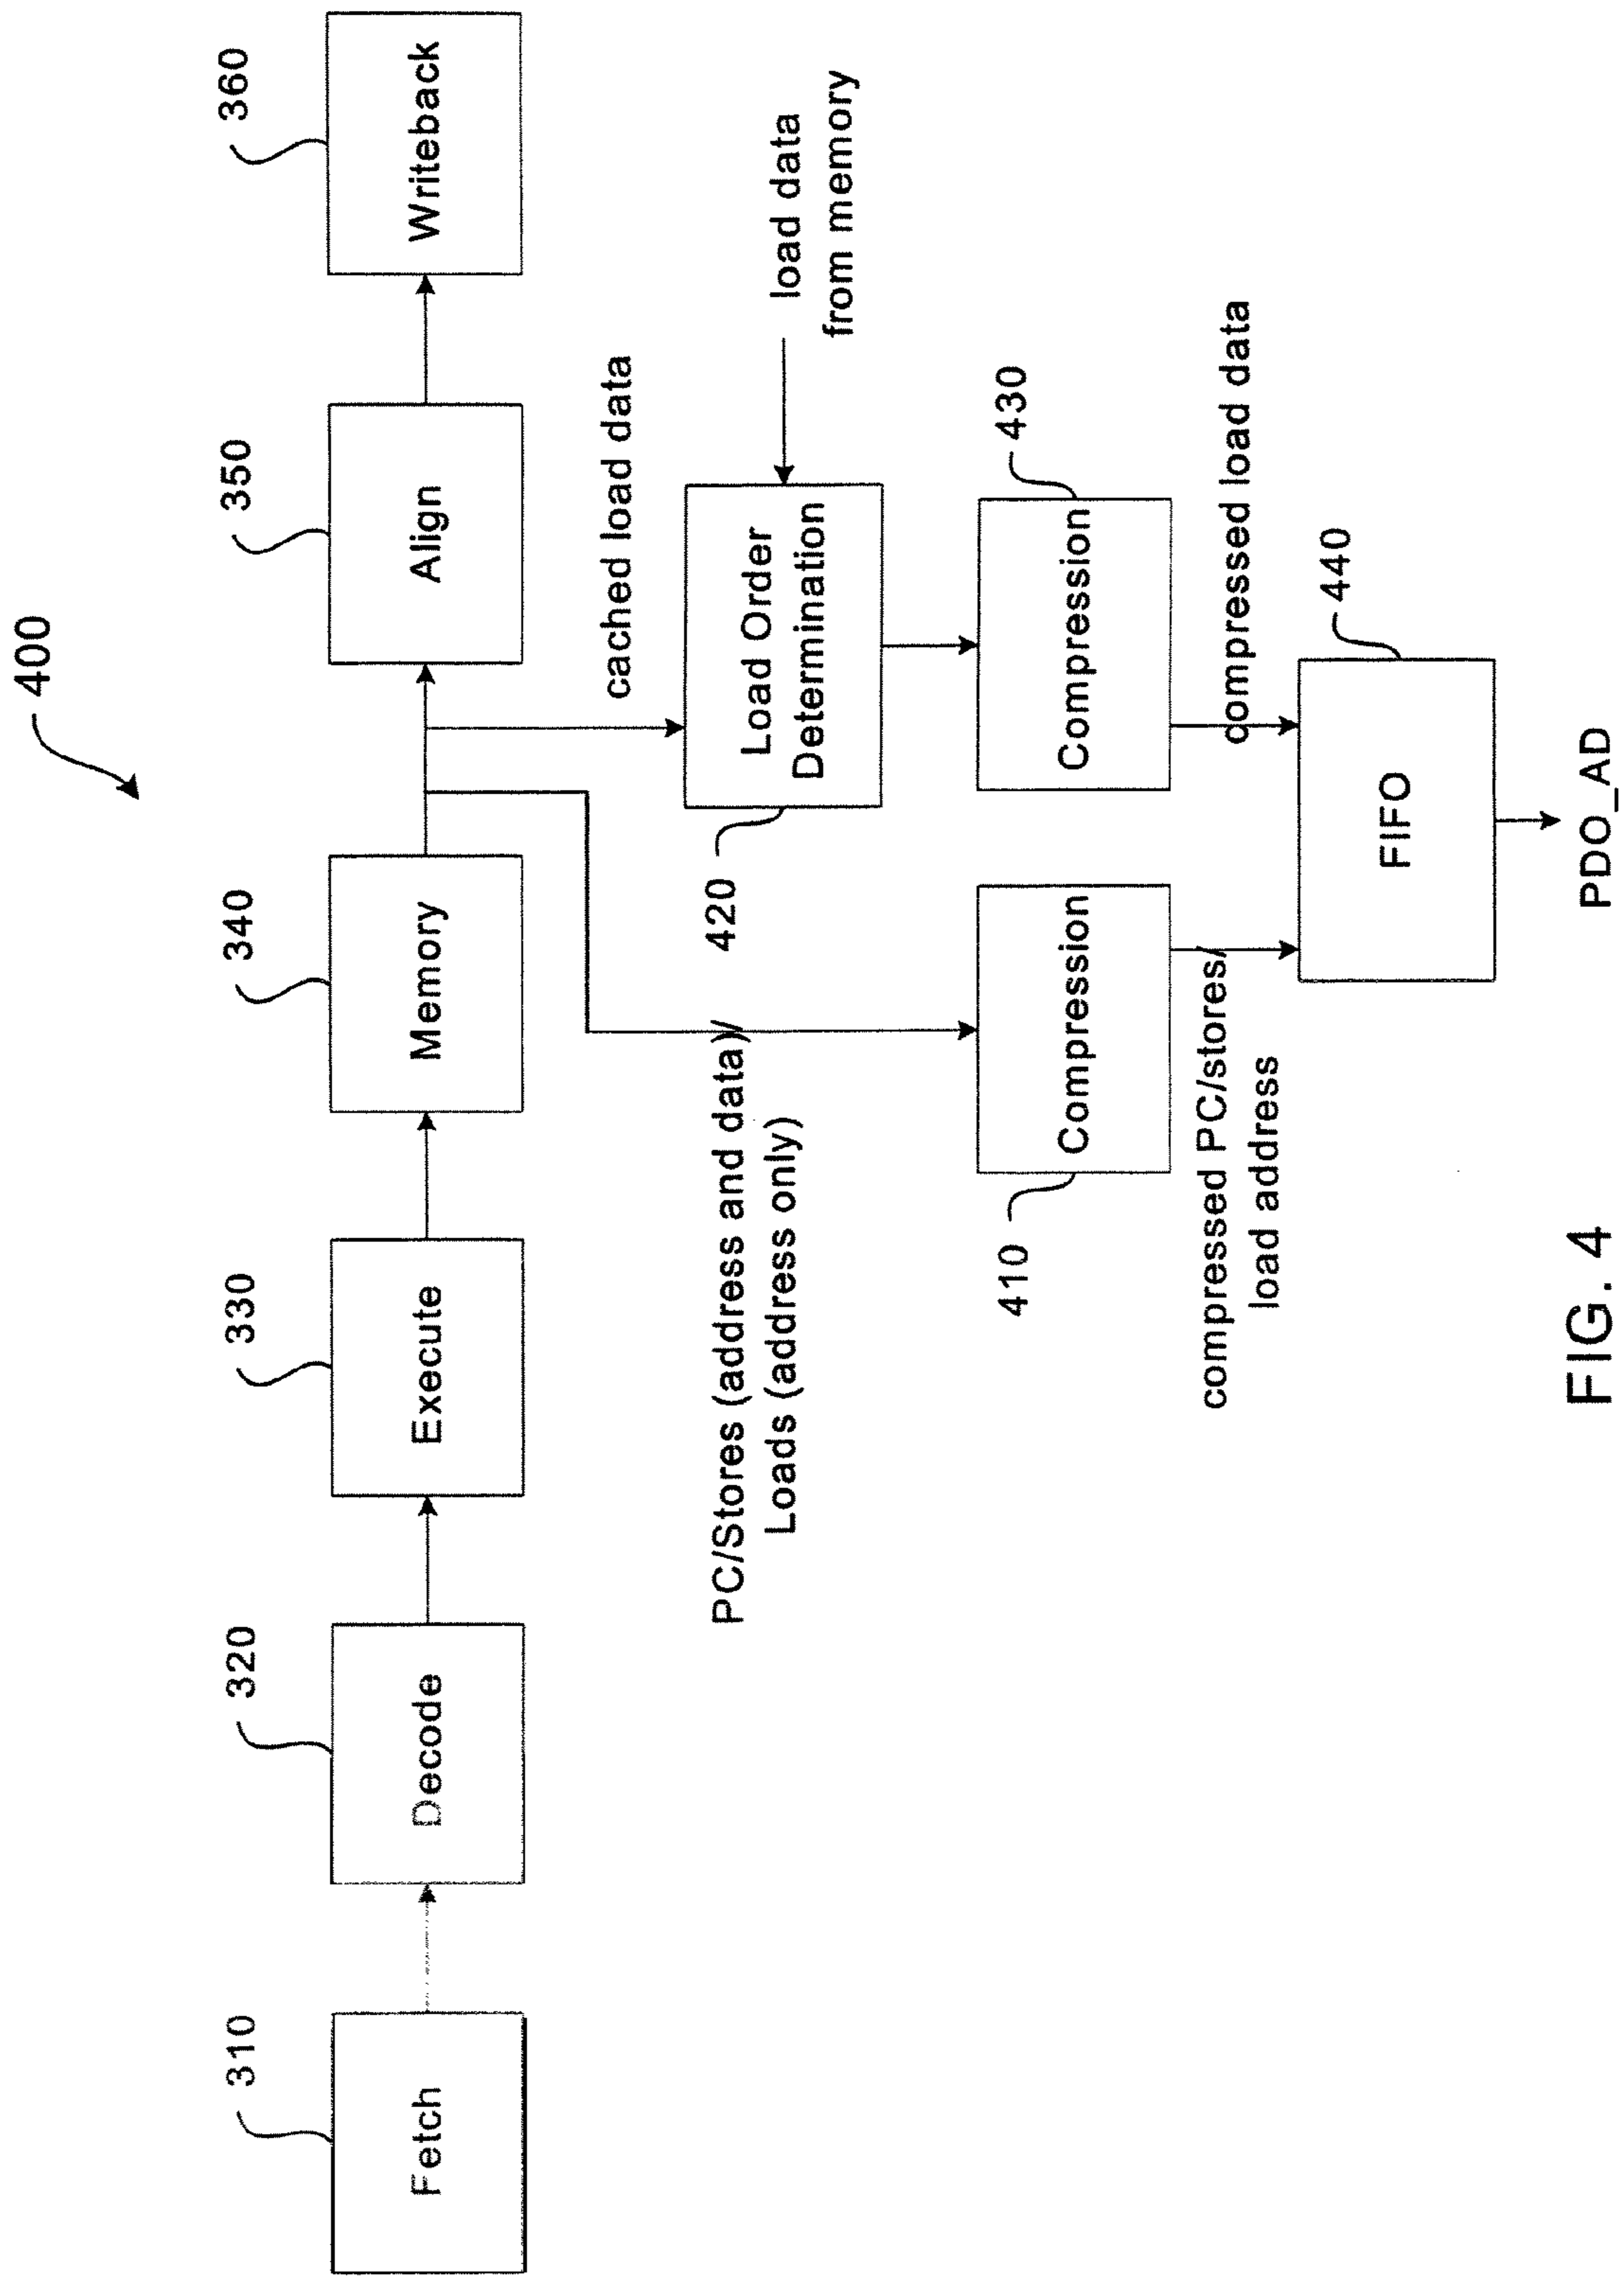 400
310
320
330
340
350
360
Fetch
Decode
Execute
Memory
Align
Writeback
cached load data
PC/Stores (address and data)/
Loads (address only)
420
Load Order
Determination
load data
from memory
410
Compression
430
Compression
compressed PC/stores/
load address
compressed load data
440
FIFO
PDO_AD
FIG. 4